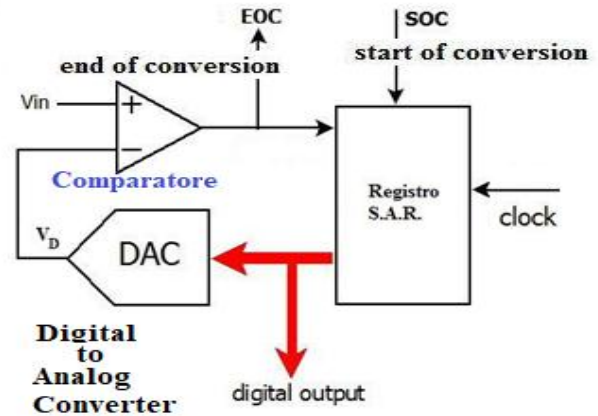 EOC
SOC
end of conversion
start of conversion
Vin
+
−
Comparatore
Registro
S.A.R.
clock
VD
DAC
Digital
to
Analog
Converter
digital output